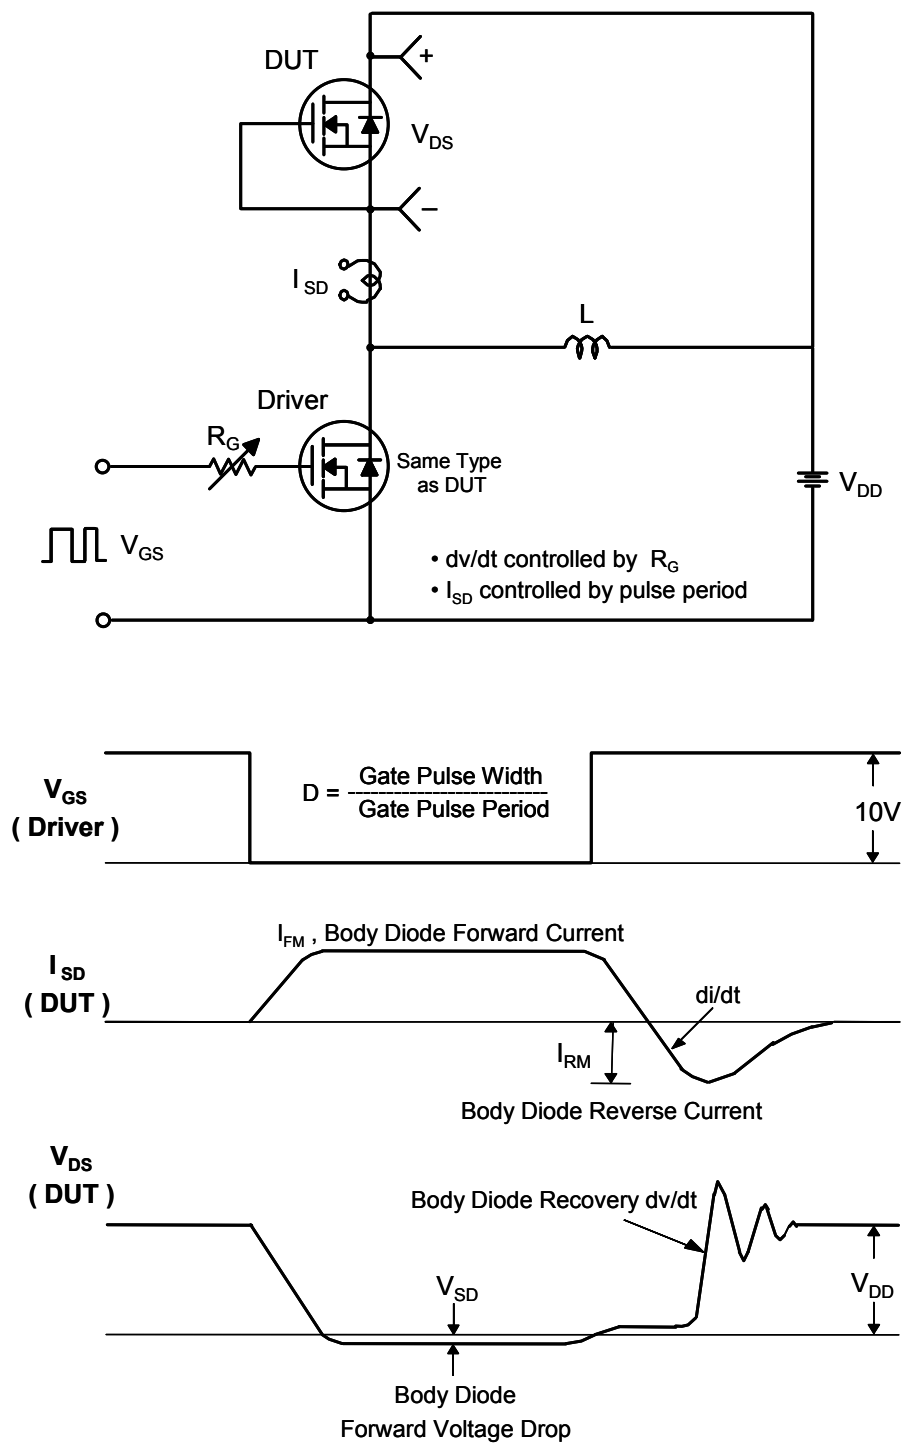 DUT
+
V_DS
–
I_SD
L
Driver
R_G
Same Type
as DUT
V_DD
V_GS
• dv/dt controlled by R_G
• I_SD controlled by pulse period
V_GS
( Driver )
D = Gate Pulse Width
--------------------------
Gate Pulse Period
10V
I_FM , Body Diode Forward Current
I_SD
( DUT )
di/dt
I_RM
Body Diode Reverse Current
V_DS
( DUT )
Body Diode Recovery dv/dt
V_SD
V_DD
Body Diode
Forward Voltage Drop